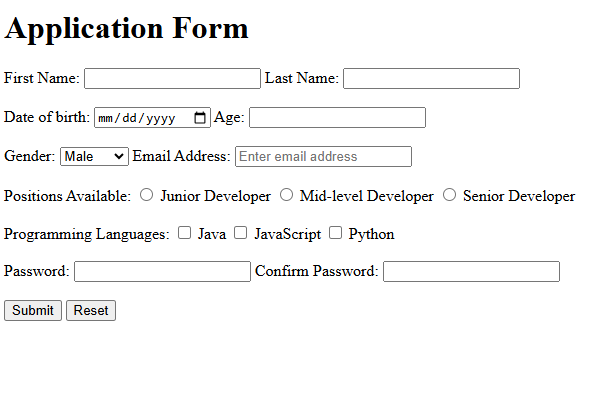 Application Form
First Name: Last Name:
Date of birth: mm/dd/yyyy Age:
Gender: Male Email Address: Enter email address
Positions Available: Junior Developer Mid-level Developer Senior Developer
Programming Languages: Java JavaScript Python
Password: Confirm Password:
Submit Reset